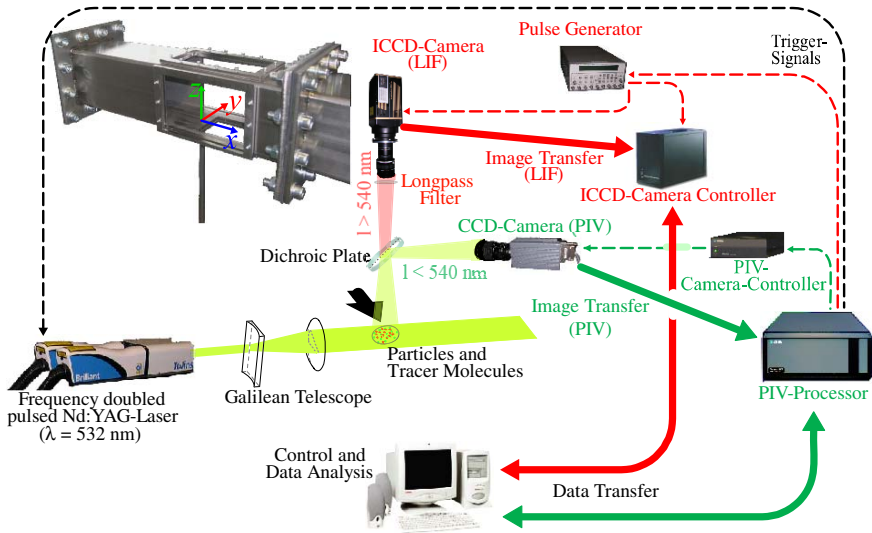 ICCD-Camera
(LIF)
Pulse Generator
Trigger-
Signals
z
y
x
l > 540 nm
Longpass
Filter
Image Transfer
(LIF)
ICCD-Camera Controller
CCD-Camera (PIV)
Dichroic Plate
l < 540 nm
PIV-
Camera-Controller
Image Transfer
(PIV)
Particles and
Tracer Molecules
Galilean Telescope
Brilliant
Twins
Frequency doubled
pulsed Nd:YAG-Laser
(λ = 532 nm)
PIV-Processor
Control and
Data Analysis
Data Transfer